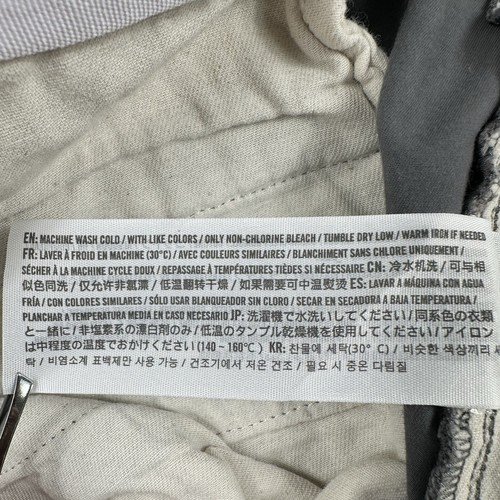 EN: MACHINE WASH COLD / WITH LIKE COLORS / ONLY NON-CHLORINE BLEACH / TUMBLE DRY LOW / WARM IRON IF NEEDED
FR: LAVER À FROID EN MACHINE (30°C) / AVEC COULEURS SIMILAIRES / BLANCHIMENT SANS CHLORE UNIQUEMENT /
SÉCHER À LA MACHINE CYCLE DOUX / REPASSAGE À TEMPÉRATURES TIÈDES SI NÉCESSAIRE CN: 冷水机洗 / 可与相
似色同洗 / 仅允许非氯漂 / 低温翻转干燥 / 如果需要可中温熨烫 ES: LAVAR A MÁQUINA CON AGUA
FRÍA / CON COLORES SIMILARES / SÓLO USAR BLANQUEADOR SIN CLORO / SECAR EN SECADORA A BAJA TEMPERATURA /
PLANCHAR A TEMPERATURA MEDIA EN CASO NECESARIO JP: 洗濯機で水洗いしてください / 同系色の衣類
と一緒に / 非塩素系の漂白剤のみ / 低温のタンブル乾燥機を使用してください / アイロン
は中程度の温度でおかけください (140 ~ 160℃) KR: 찬물에 세탁(30° C) / 비슷한 색상끼리 세
탁 / 비염소계 표백제만 사용 가능 / 건조기에서 저온 건조 / 필요 시 중온 다림질